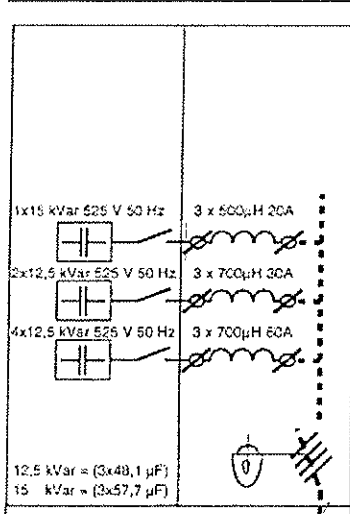 1x15 kVar 525 V 50 Hz 3 x 500µH 20A
2x12,5 kVar 525 V 50 Hz 3 x 700µH 30A
4x12,5 kVar 525 V 50 Hz 3 x 700µH 60A
12,5 kVar = (3x48,1 µF)
15 kVar = (3x57,7 µF)